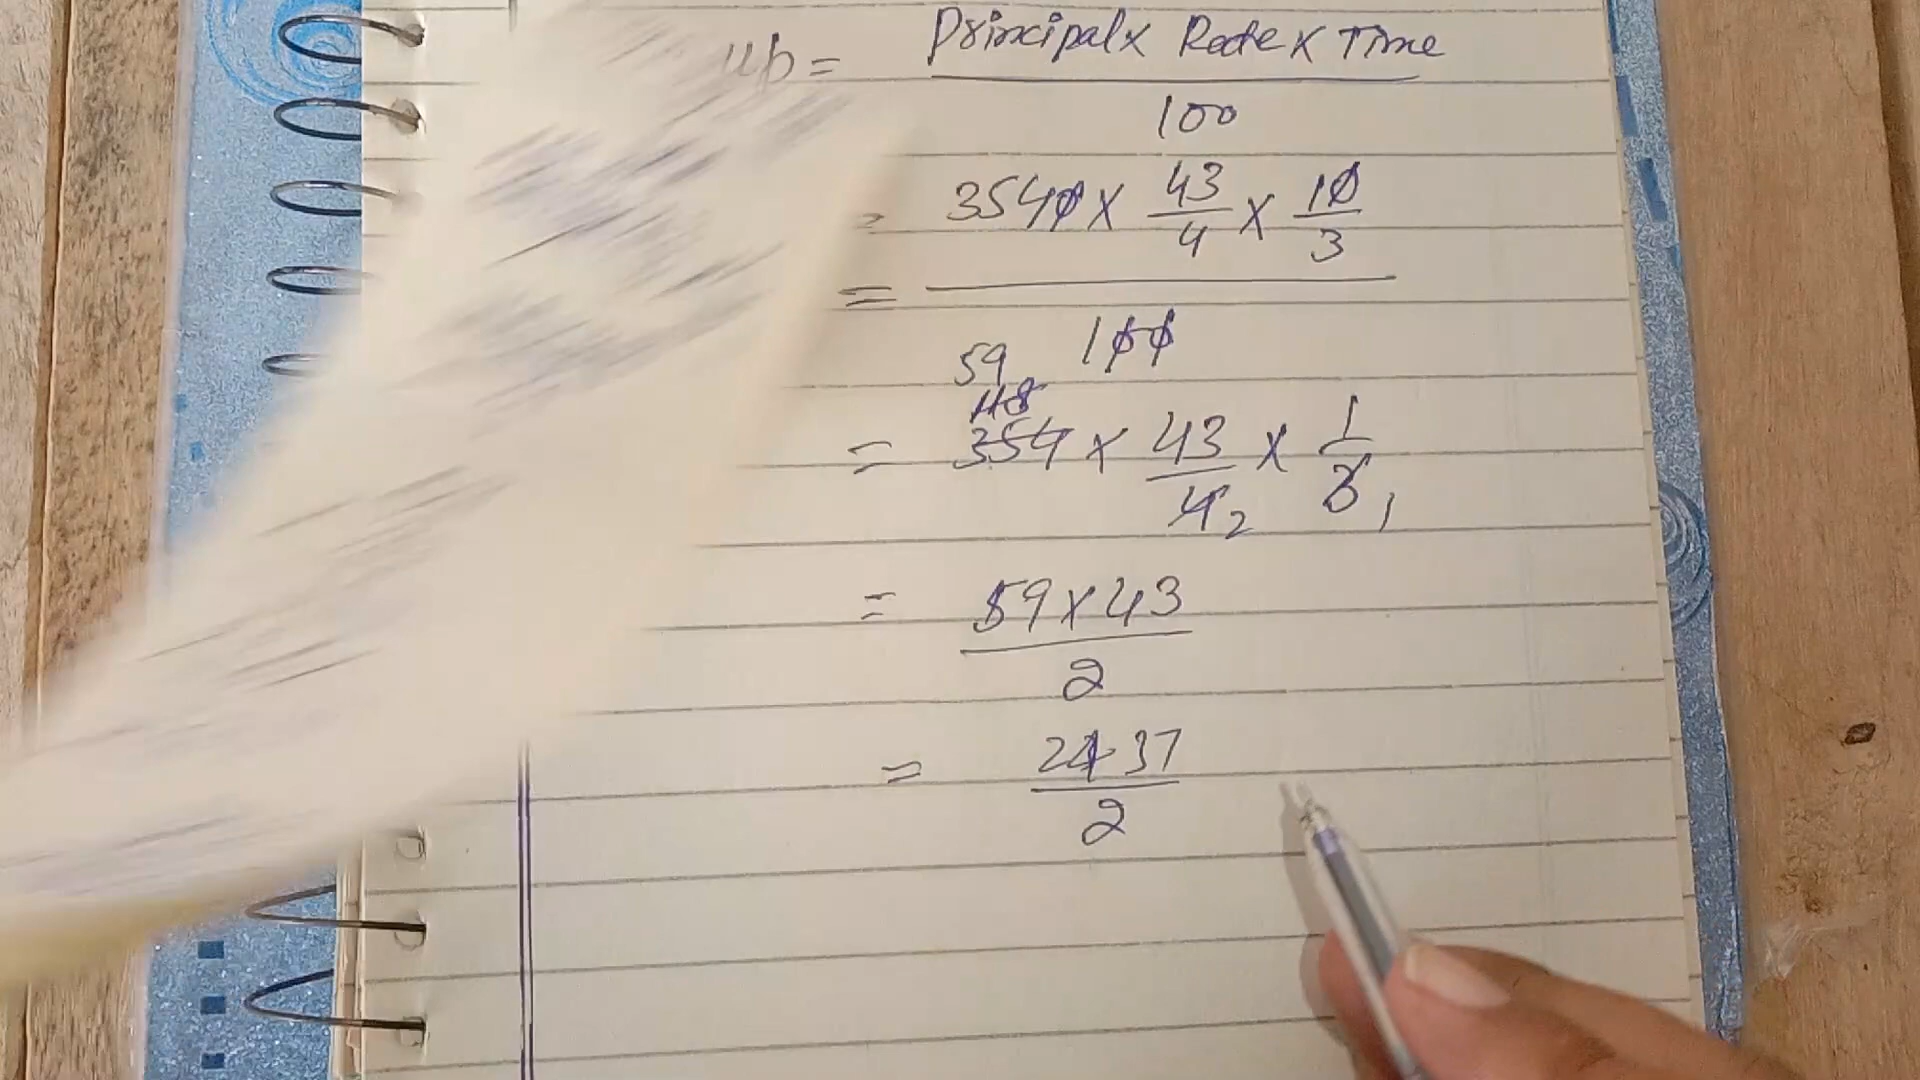 up = Principal x Rate x Time
100
= 3540 x 43/4 x 10/3
=
100
59
118
= 354 x 43/4 2 x 1/3 1
= 59 x 43
2
= 2437
2